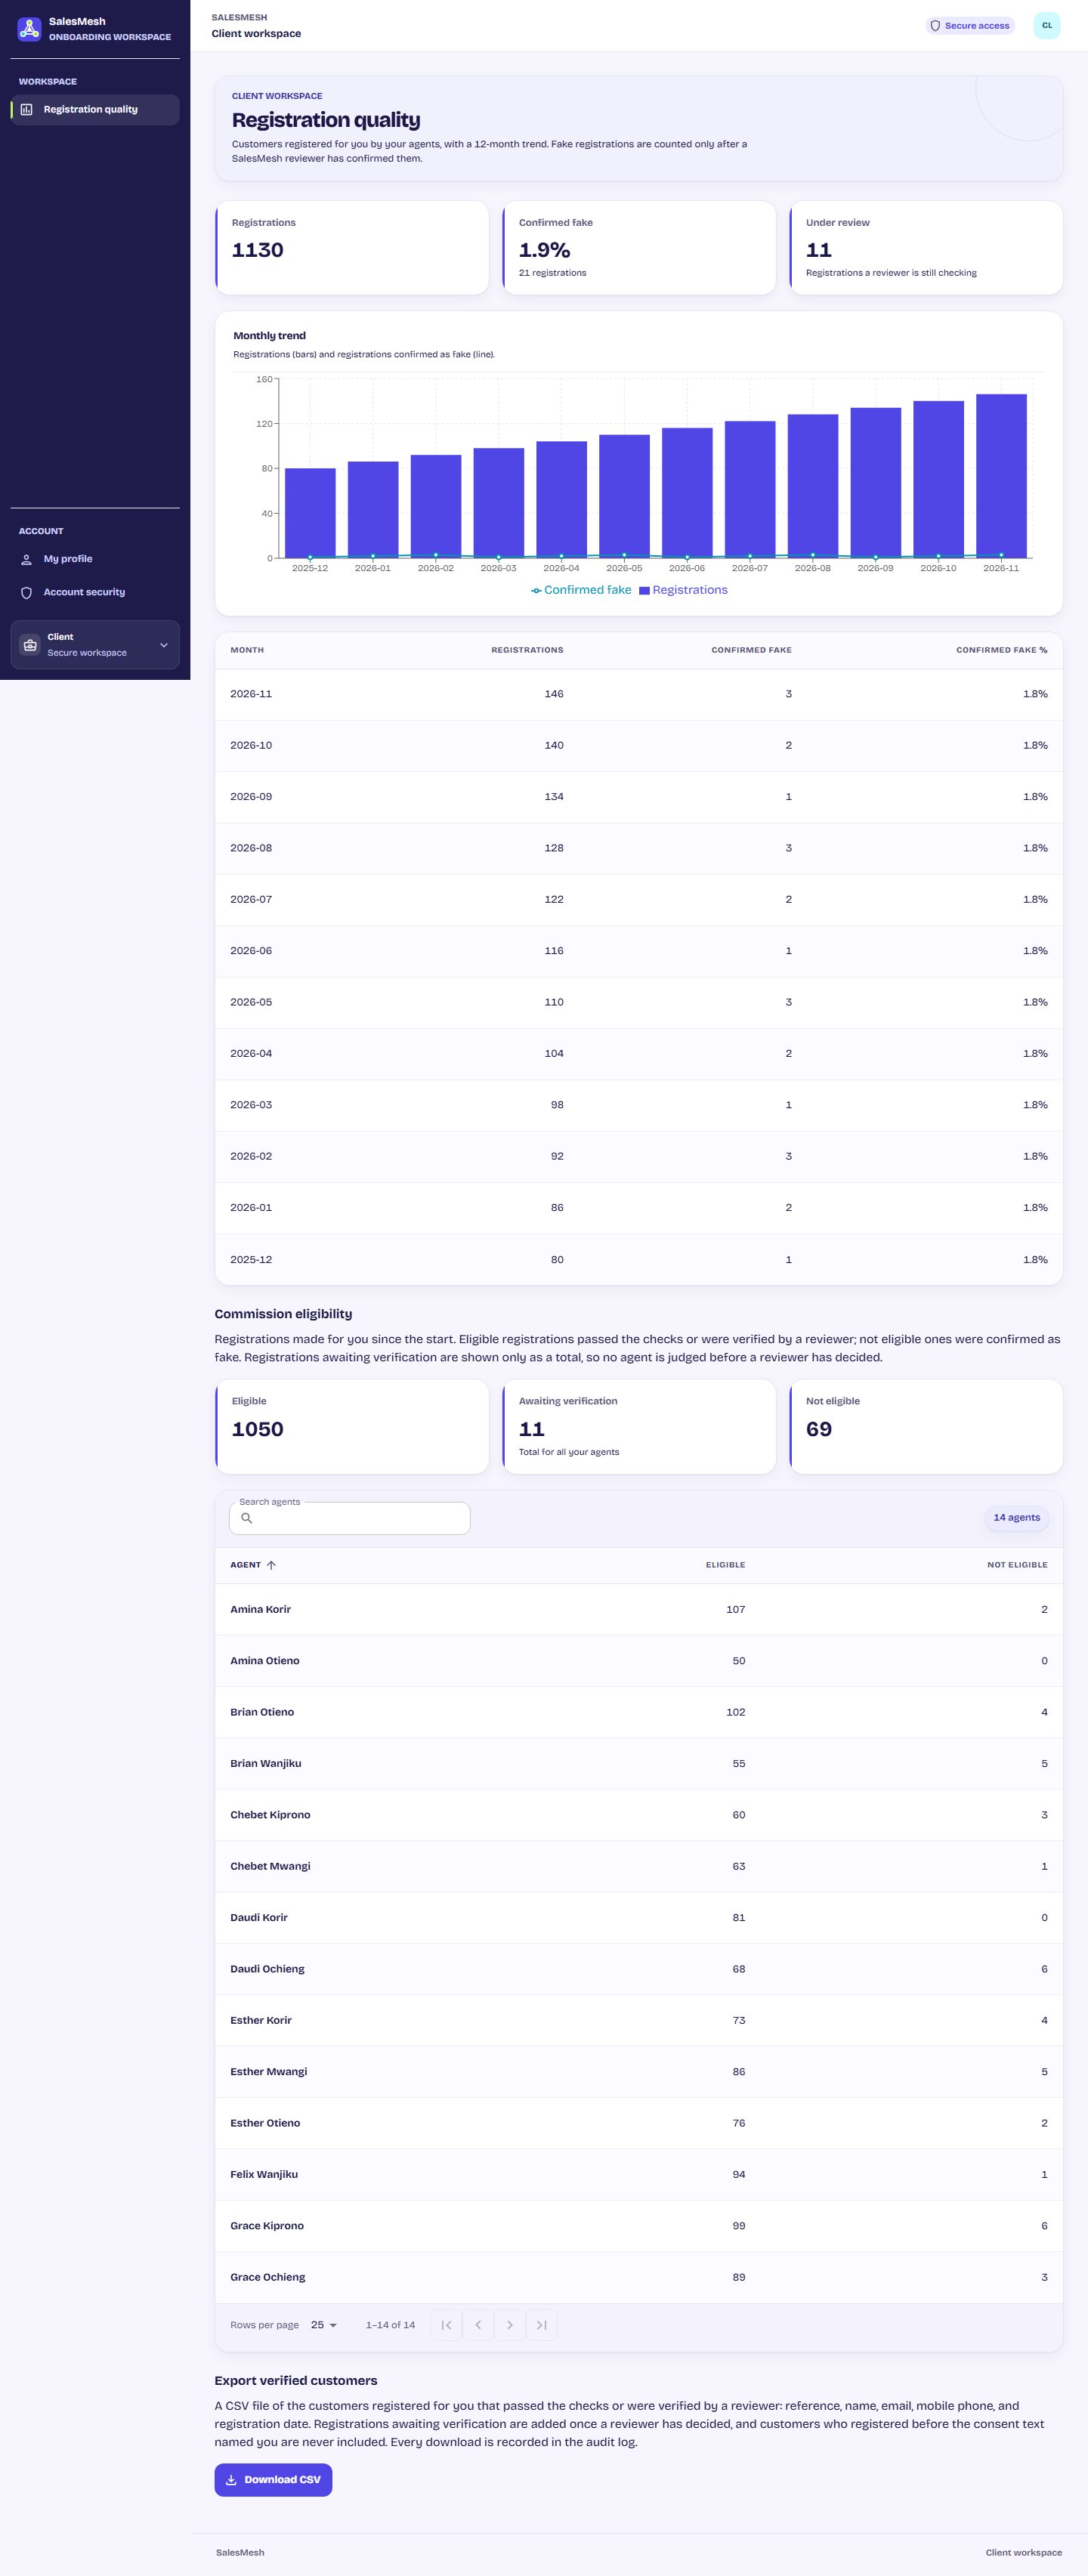 SalesMesh
ONBOARDING WORKSPACE
WORKSPACE
Registration quality
ACCOUNT
My profile
Account security
Client
Secure workspace
SALESMESH
Client workspace
Secure access
CL
CLIENT WORKSPACE
Registration quality
Customers registered for you by your agents, with a 12-month trend. Fake registrations are counted only after a
SalesMesh reviewer has confirmed them.
Registrations
1130
Confirmed fake
1.9%
21 registrations
Under review
11
Registrations a reviewer is still checking
Monthly trend
Registrations (bars) and registrations confirmed as fake (line).
160
120
80
40
0
2025-12 2026-01 2026-02 2026-03 2026-04 2026-05 2026-06 2026-07 2026-08 2026-09 2026-10 2026-11
Confirmed fake Registrations
MONTH REGISTRATIONS CONFIRMED FAKE CONFIRMED FAKE %
2026-11 146 3 1.8%
2026-10 140 2 1.8%
2026-09 134 1 1.8%
2026-08 128 3 1.8%
2026-07 122 2 1.8%
2026-06 116 1 1.8%
2026-05 110 3 1.8%
2026-04 104 2 1.8%
2026-03 98 1 1.8%
2026-02 92 3 1.8%
2026-01 86 2 1.8%
2025-12 80 1 1.8%
Commission eligibility
Registrations made for you since the start. Eligible registrations passed the checks or were verified by a reviewer; not eligible ones were confirmed as
fake. Registrations awaiting verification are shown only as a total, so no agent is judged before a reviewer has decided.
Eligible
1050
Awaiting verification
11
Total for all your agents
Not eligible
69
Search agents
14 agents
AGENT ELIGIBLE NOT ELIGIBLE
Amina Korir 107 2
Amina Otieno 50 0
Brian Otieno 102 4
Brian Wanjiku 55 5
Chebet Kiprono 60 3
Chebet Mwangi 63 1
Daudi Korir 81 0
Daudi Ochieng 68 6
Esther Korir 73 4
Esther Mwangi 86 5
Esther Otieno 76 2
Felix Wanjiku 94 1
Grace Kiprono 99 6
Grace Ochieng 89 3
Rows per page 25 1–14 of 14
Export verified customers
A CSV file of the customers registered for you that passed the checks or were verified by a reviewer: reference, name, email, mobile phone, and
registration date. Registrations awaiting verification are added once a reviewer has decided, and customers who registered before the consent text
named you are never included. Every download is recorded in the audit log.
Download CSV
SalesMesh
Client workspace